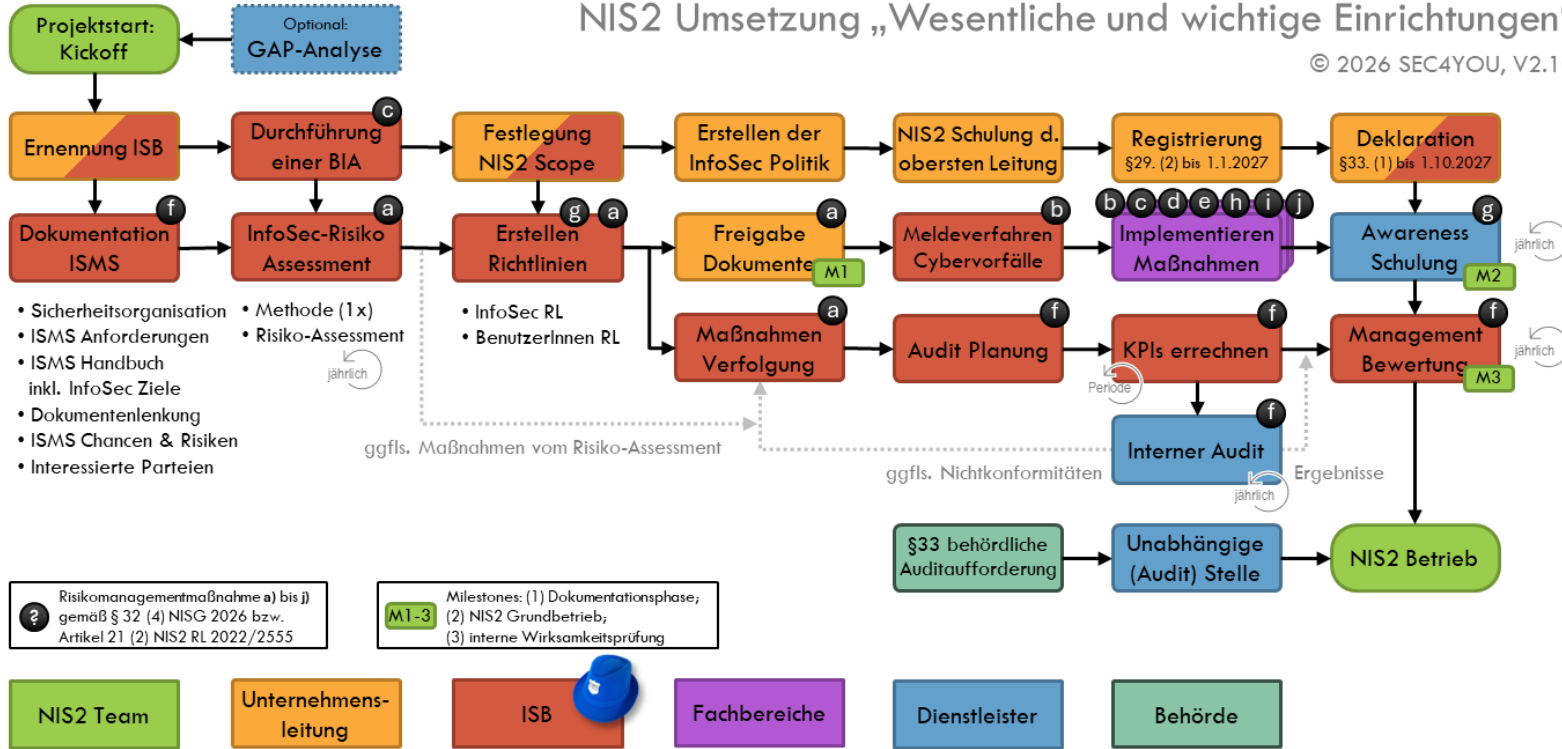 NIS2 Umsetzung „Wesentliche und wichtige Einrichtungen"
© 2026 SEC4YOU, V2.1
Projektstart:
Kickoff
Optional:
GAP-Analyse
Ernennung ISB
c
Durchführung
einer BIA
Festlegung
NIS2 Scope
Erstellen der
InfoSec Politik
NIS2 Schulung d.
obersten Leitung
Registrierung
§29. (2) bis 1.1.2027
Deklaration
§33. (1) bis 1.10.2027
f
Dokumentation
ISMS
a
InfoSec-Risiko
Assessment
g a
Erstellen
Richtlinien
a
Freigabe
Dokumente
M1
b
Meldeverfahren
Cybervorfälle
b c d e h i j
Implementieren
Maßnahmen
g
Awareness
Schulung
M2
jährlich
• Sicherheitsorganisation
• ISMS Anforderungen
• ISMS Handbuch
inkl. InfoSec Ziele
• Dokumentenlenkung
• ISMS Chancen & Risiken
• Interessierte Parteien
• Methode (1x)
• Risiko-Assessment
jährlich
• InfoSec RL
• BenutzerInnen RL
a
Maßnahmen
Verfolgung
f
Audit Planung
f
KPIs errechnen
Periode
f
Management
Bewertung
M3
jährlich
ggfls. Maßnahmen vom Risiko-Assessment
f
Interner Audit
jährlich
ggfls. Nichtkonformitäten
Ergebnisse
§33 behördliche
Auditaufforderung
Unabhängige
(Audit) Stelle
NIS2 Betrieb
?
Risikomanagementmaßnahme a) bis j)
gemäß § 32 (4) NISG 2026 bzw.
Artikel 21 (2) NIS2 RL 2022/2555
M1-3
Milestones: (1) Dokumentationsphase;
(2) NIS2 Grundbetrieb;
(3) interne Wirksamkeitsprüfung
NIS2 Team
Unternehmens-
leitung
ISB
Fachbereiche
Dienstleister
Behörde